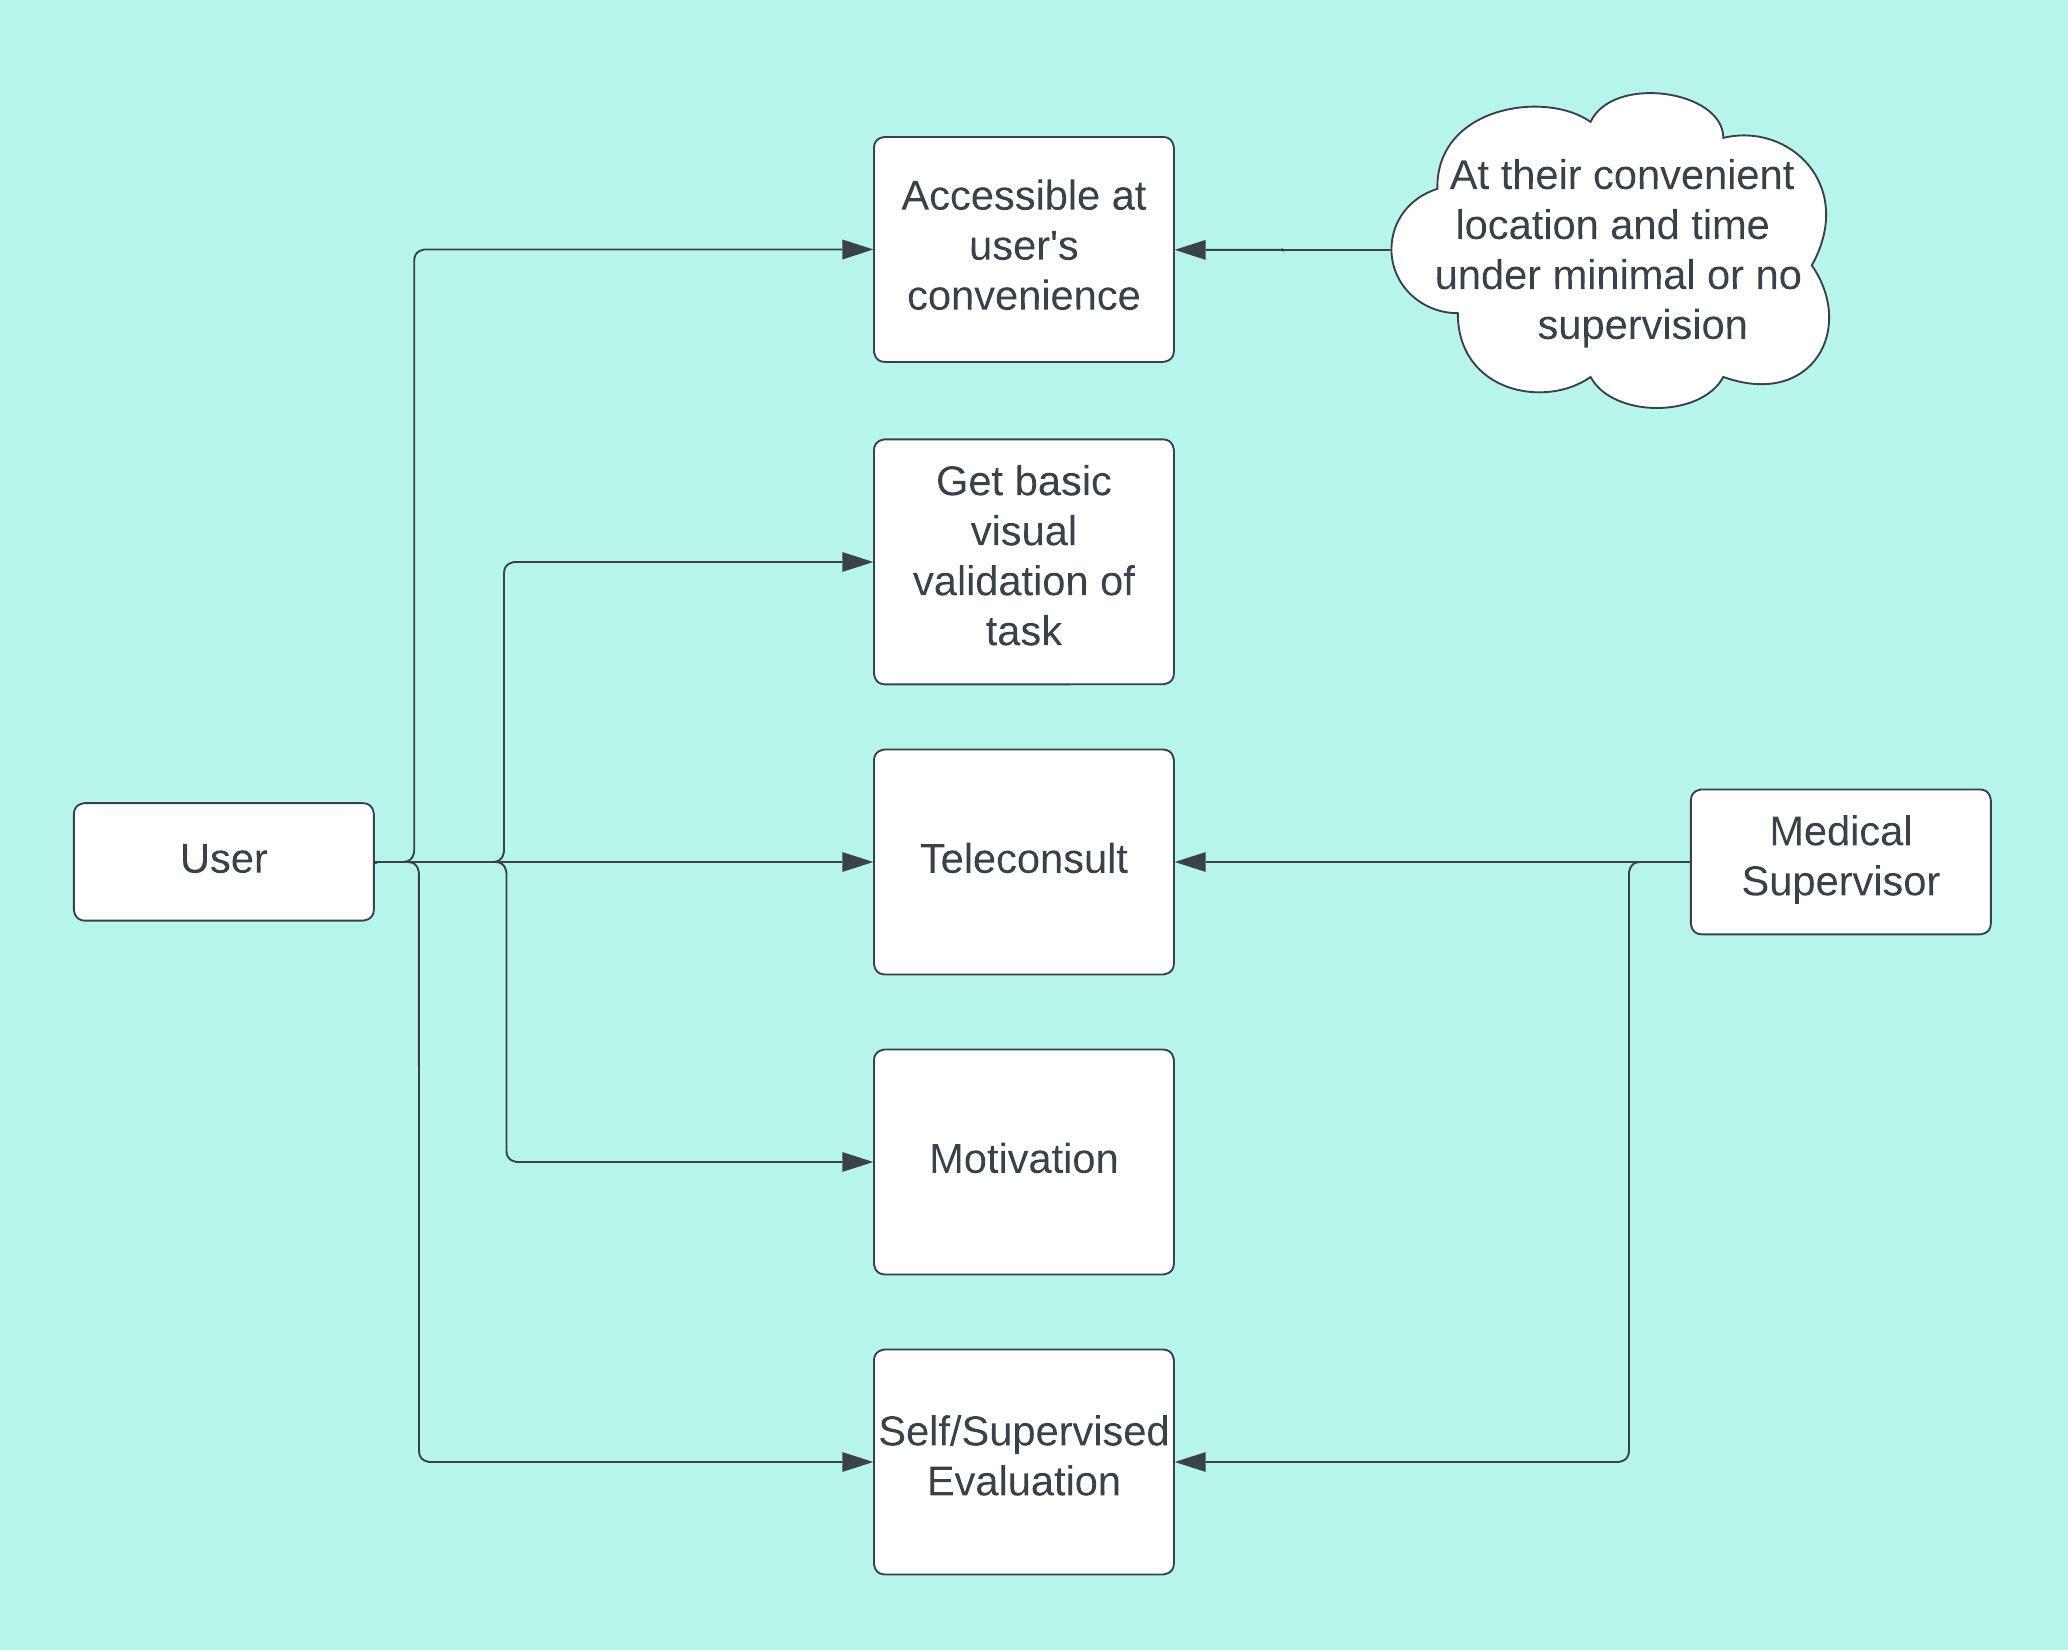 Accessible at
user's
convenience
At their convenient
location and time
under minimal or no
supervision
Get basic
visual
validation of
task
User
Teleconsult
Medical
Supervisor
Motivation
Self/Supervised
Evaluation